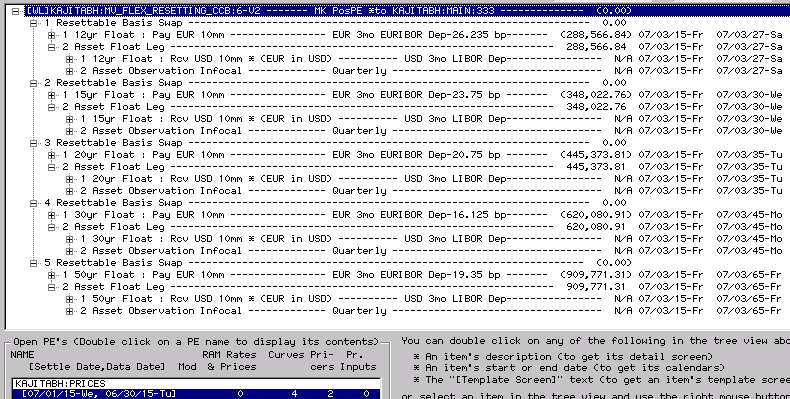 [WL]KAJITABH:MV_FLEX_RESETTING_CCB:6-V2 ------- MK PosPE *to KAJITABH:MAIN:333 --------------- (0.00)
1 Resettable Basis Swap ---------------------------------------- 0.00
1 12yr Float : Pay EUR 10mm ---------------- EUR 3mo EURIBOR Dep-26.235 bp------- (288,566.84) 07/03/15-Fr 07/03/27-Sa
2 Asset Float Leg ---------------------------------------- 288,566.84 07/03/15-Fr 07/03/27-Sa
1 12yr Float : Rcv USD 10mm * (EUR in USD) --------- USD 3mo LIBOR Dep---------------- N/A 07/03/15-Fr 07/03/27-Sa
2 Asset Observation Infocal ------------ Quarterly ---------------------------- N/A 07/03/15-Fr 07/03/27-Sa
2 Resettable Basis Swap ---------------------------------------- 0.00
1 15yr Float : Pay EUR 10mm ---------------- EUR 3mo EURIBOR Dep-23.75 bp-------- (348,022.76) 07/03/15-Fr 07/03/30-We
2 Asset Float Leg ---------------------------------------- 348,022.76 07/03/15-Fr 07/03/30-We
1 15yr Float : Rcv USD 10mm * (EUR in USD) --------- USD 3mo LIBOR Dep---------------- N/A 07/03/15-Fr 07/03/30-We
2 Asset Observation Infocal ------------ Quarterly ---------------------------- N/A 07/03/15-Fr 07/03/30-We
3 Resettable Basis Swap ---------------------------------------- 0.00
1 20yr Float : Pay EUR 10mm ---------------- EUR 3mo EURIBOR Dep-20.75 bp-------- (445,373.81) 07/03/15-Fr 07/03/35-Tu
2 Asset Float Leg ---------------------------------------- 445,373.81 07/03/15-Fr 07/03/35-Tu
1 20yr Float : Rcv USD 10mm * (EUR in USD) --------- USD 3mo LIBOR Dep---------------- N/A 07/03/15-Fr 07/03/35-Tu
2 Asset Observation Infocal ------------ Quarterly ---------------------------- N/A 07/03/15-Fr 07/03/35-Tu
4 Resettable Basis Swap ---------------------------------------- 0.00
1 30yr Float : Pay EUR 10mm ---------------- EUR 3mo EURIBOR Dep-16.125 bp ------- (620,080.91) 07/03/15-Fr 07/03/45-Mo
2 Asset Float Leg ---------------------------------------- 620,080.91 07/03/15-Fr 07/03/45-Mo
1 30yr Float : Rcv USD 10mm * (EUR in USD) --------- USD 3mo LIBOR Dep---------------- N/A 07/03/15-Fr 07/03/45-Mo
2 Asset Observation Infocal ------------ Quarterly ---------------------------- N/A 07/03/15-Fr 07/03/45-Mo
5 Resettable Basis Swap ---------------------------------------- (0.00)
1 50yr Float : Pay EUR 10mm ---------------- EUR 3mo EURIBOR Dep-19.35 bp-------- (909,771.31) 07/03/15-Fr 07/03/65-Fr
2 Asset Float Leg ---------------------------------------- 909,771.31 07/03/15-Fr 07/03/65-Fr
1 50yr Float : Rcv USD 10mm * (EUR in USD) --------- USD 3mo LIBOR Dep---------------- N/A 07/03/15-Fr 07/03/65-Fr
2 Asset Observation Infocal ------------ Quarterly ---------------------------- N/A 07/03/15-Fr 07/03/65-Fr
Open PE's (Double click on a PE name to display its contents)
NAME RAM Rates Curves Pri- Pr.
[Settle Date,Data Date] Mod & Prices cers Inputs
KAJITABH:PRICES
[07/01/15-We, 06/30/15-Tu] 0 4 2 0
You can double click on any of the following in the tree view
* An item's description (to get its detail screen)
* An item's start or end date (to get its calendars)
* The "[Template Screen]" text (to get an item's template
or select an item in the tree view and use the right mouse